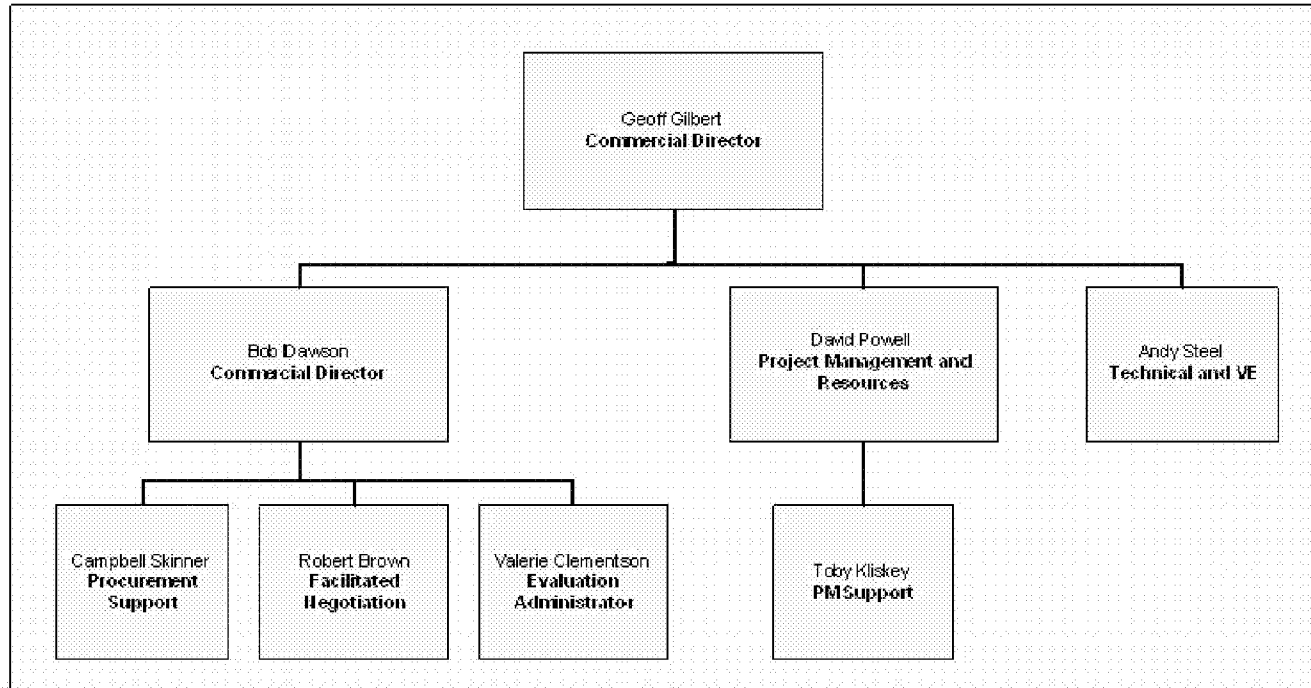 Geoff Gilbert
Commercial Director
Bob Dawson
Commercial Director
David Powell
Project Management and
Resources
Andy Steel
Technical and VE
Campbell Skinner
Procurement
Support
Robert Brown
Facilitated
Negotiation
Valerie Clementson
Evaluation
Administrator
Toby Kliskey
PM Support